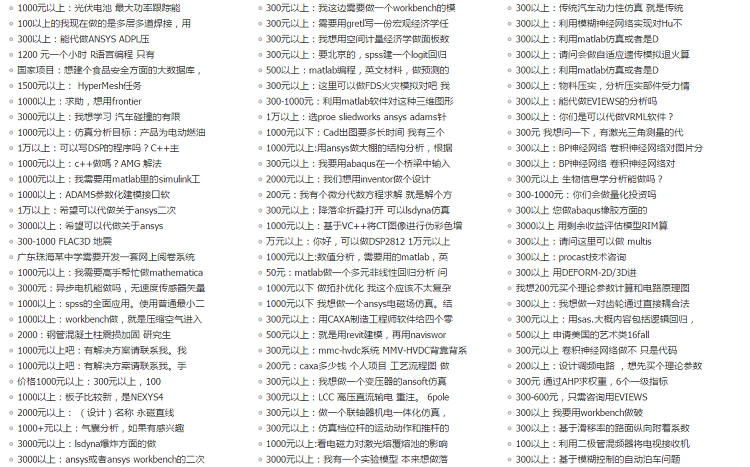 1000元以上：光伏电池 最大功率跟踪能
100以上的我现在做的是多层多道焊接，用
300以上：能代做ANSYS ADPL压
1200 元一个小时 R语言编程 只有
国家项目：想建个食品安全方面的大数据库，
1500元以上： HyperMesh任务
1000以上：求助，想用frontier
3000元以上：我想学习 汽车碰撞的有限
1000元以上：仿真分析目标：产品为电动燃油
1万以上：可以写DSP的程序吗？C++主
1000元以上：c++做吗？AMG 解法
1000元以上：我需要用matlab里的simulink工
1000以上：ADAMS参数化建模接口软
1万以上：希望可以代做关于ansys二次
3000以上：希望可以代做关于ansys
300-1000 FLAC3D 地震
广东珠海某中学需要开发一套网上阅卷系统
1000元以上：我需要高手帮忙做mathematica
3000元：异步电机能做吗，无速度传感器矢量
1000以上：spss的全面应用。使用普通最小二
1000以上：workbench做，就是压缩空气进入
2000：钢管混凝土柱震损加固 研究生
1000元以上吧：有解决方案请联系我。我
1000元以上吧：有解决方案请联系我。手
价格1000元以上：300元以上，100
1000以上：板子比较新，是NEXYS4
2000元以上： （设计）名称 永磁直线
1000+元以上：气囊分析，如果有感兴趣
3000元以上：lsdyna爆炸方面的做
3000以上：ansys或者ansys workbench的二次
300元以上：我这边需要做一个workbench的模
300元以上：需要用gretl写一份宏观经济学任
300元以上：我想用空间计量经济学做面板数
300元以上：要北京的，spss建一个logit回归
500以上：matlab编程，英文材料，做预测的
300元以上：这里可以做FDS火灾模拟对吧 我
300-1000元：利用matlab软件对这种三维图形
1万以上：选proe sliedworks ansys adams针
1000元以下：Cad出图要多长时间 我有三个
1000元以上:用ansys做大棚的结构分析，根据
300元以上：我要用abaqus在一个桥梁中输入
2000元以上：我们想用inventor做个设计
200元：我有个微分代数方程求解 就是解个方
300元以上：降落伞折叠打开 可以lsdyna仿真
1000元以上：基于VC++将CT图像进行伪彩色增
万元以上：你好，可以做DSP2812 1万元以上
1000元以上:数值分析，需要用的matlab，英
50元：matlab做一个多元非线性回归分析 问
1000元以下 做拓扑优化 我这个应该不太复杂
1000元以下 我想做一个ansys电磁场仿真。结
300元以上：用CAXA制造工程师软件给四个零
500元以上：就是用revit建模，再用naviswor
300元以上：mmc-hvdc系统 MMV-HVDC背靠背系
200元：caxa多少钱 个人项目 工艺流程图 做
300元以上：我想做一个变压器的ansoft仿真
300元以上：LCC 高压直流输电 重注。 6pole
300元以上：做一个联轴器机电一体化仿真，
300元以上：仿真档位杆的运动动作和推杆的
1000元以上:看电磁力对激光熔覆熔池的影响
3000元以上：我有一个实验模型 本来想做落
300以上：传统汽车动力性仿真 就是传统
300以上：利用模糊神经网络实现对Hu不
300以上：利用matlab仿真或者是D
300以上：请问会做自适应遗传模拟退火算
300以上：利用matlab仿真或者是D
300以上：物料压实，分析压实部件受力情
300以上：能代做EVIEWS的分析吗
300以上：你们是可以代做VRML软件？
300元 我想问一下，有激光三角测量的代
300以上：BP神经网络 卷积神经网络对图片分
300以上：BP神经网络 卷积神经网络对
300元以上 生物信息学分析能做吗？
300-1000元：你们会做量化投资吗
300以上 您做abaqus橡胶方面的
3000以上 用剩余收益评估模型RIM算
300以上：请问这里可以做 multis
300以上：procast技术咨询
300以上 用DEFORM-2D/3D进
我想200元买个理论参数计算和电路原理图
300以上：我想做一对齿轮通过直接耦合法
300元以上：用sas.大概内容包括逻辑回归，
500以上 申请美国的艺术类16fall
300元以上 卷积神经网络做不 只是代码
200以上：设计调频电路 ，想先买个理论参数
300元 通过AHP求权重，6个一级指标
300-600元，只需咨询用EVIEWS
300以上 我要用workbench做破
300以上：基于滑移率的路面纵向附着系数
100以上：利用二极管混频器将电视接收机
300以上：基于模糊控制的自动泊车问题